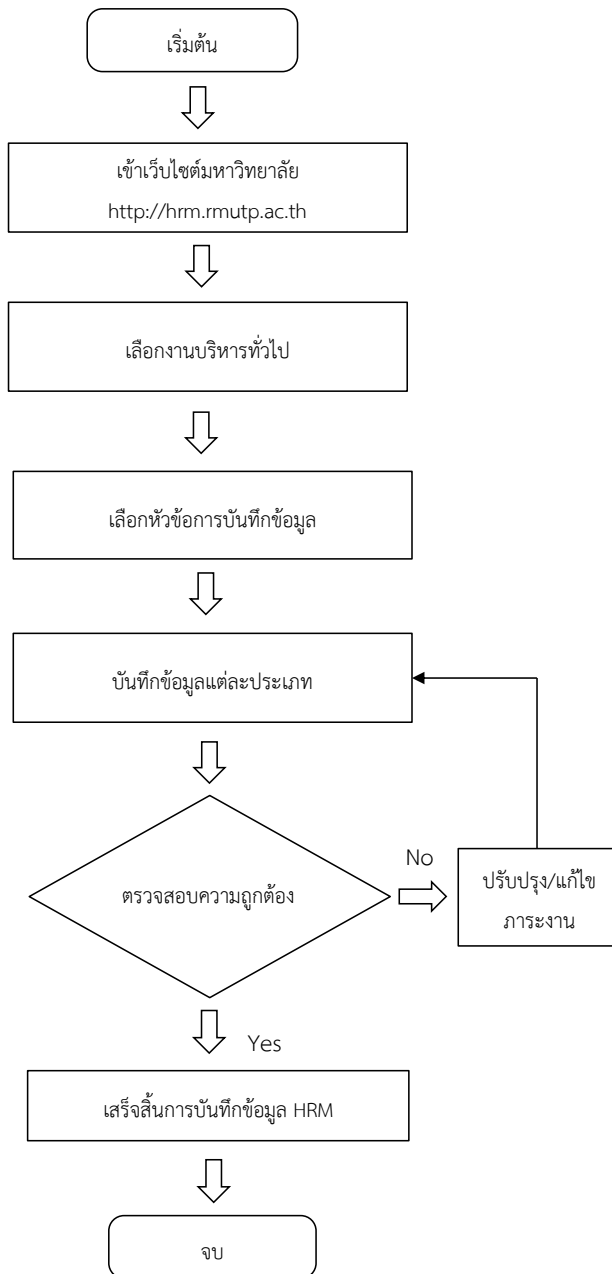 เริ่มต้น
เข้าเว็บไซต์มหาวิทยาลัย
http://hrm.rmutp.ac.th
เลือกงานบริหารทั่วไป
เลือกหัวข้อการบันทึกข้อมูล
บันทึกข้อมูลแต่ละประเภท
ตรวจสอบความถูกต้อง
No
ปรับปรุง/แก้ไข
ภาระงาน
Yes
เสร็จสิ้นการบันทึกข้อมูล HRM
จบ